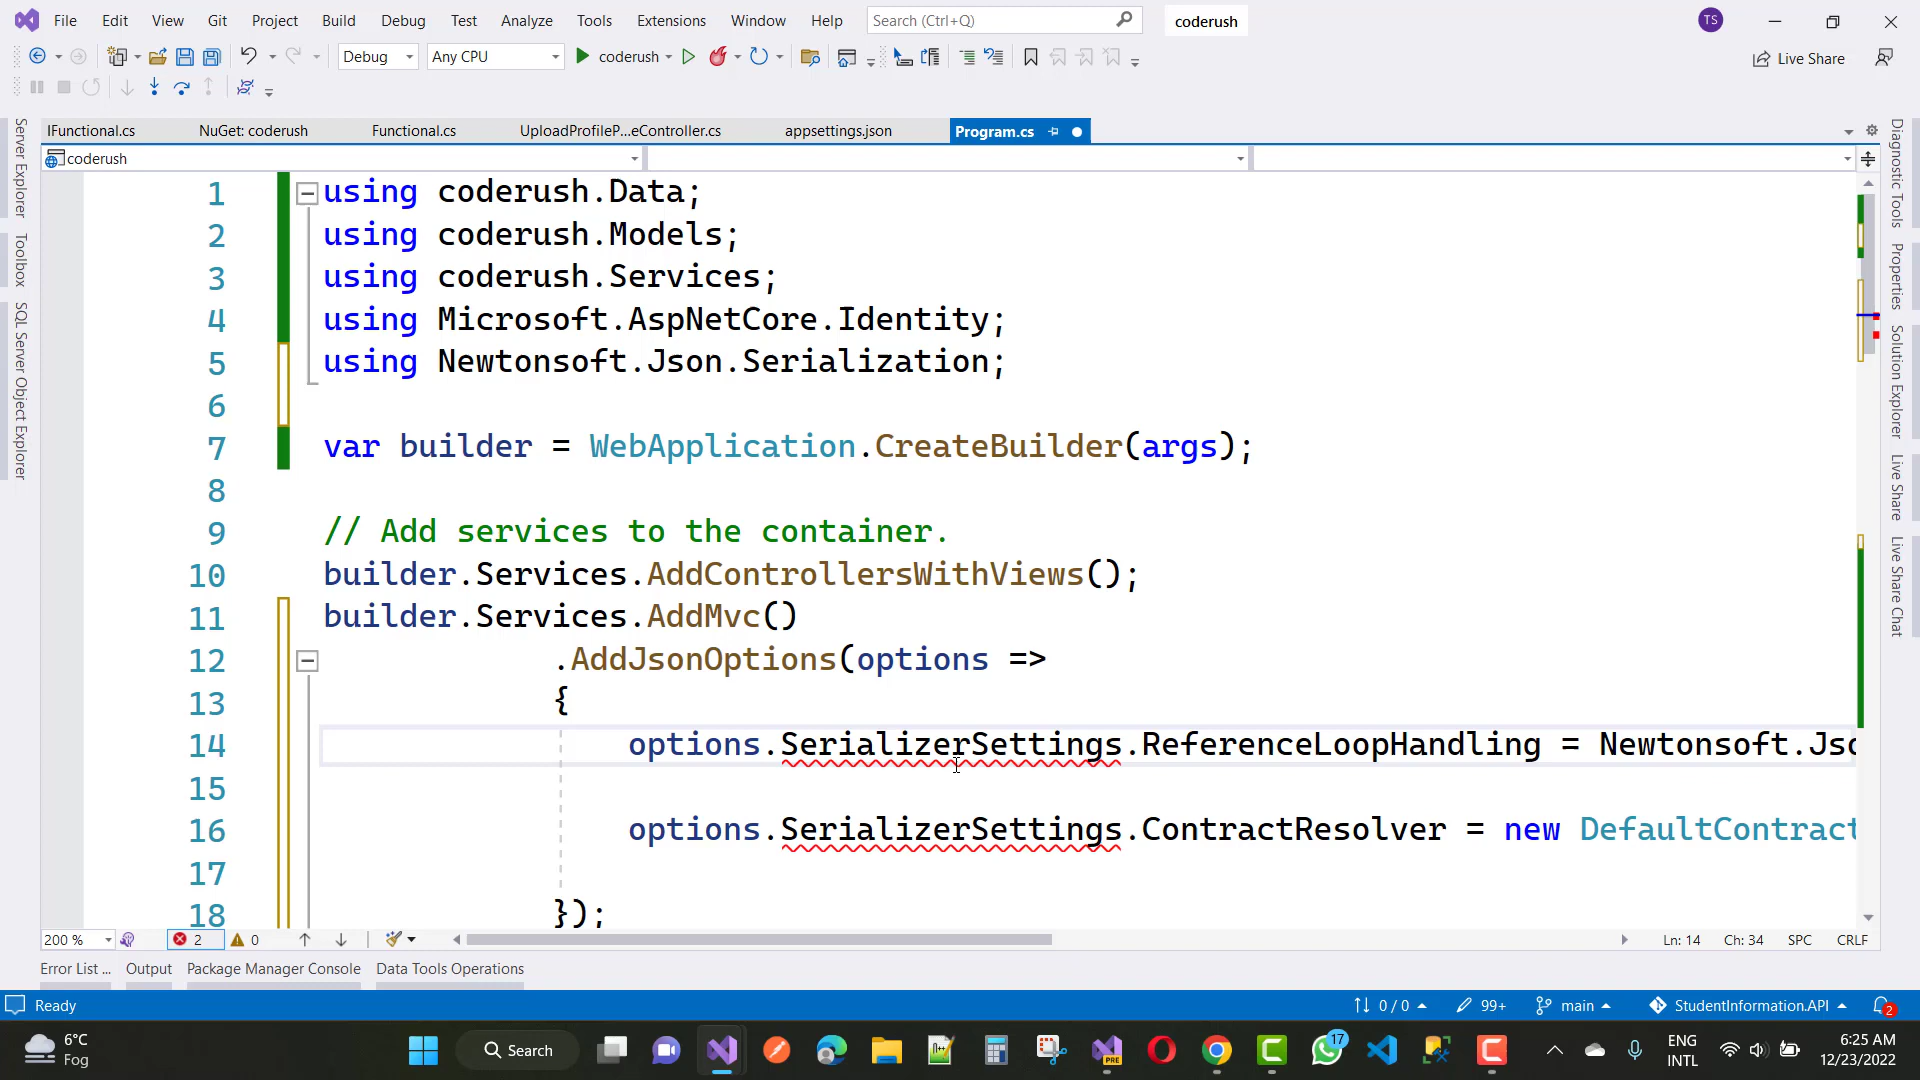 File Edit View Git Project Build Debug Test Analyze Tools Extensions Window Help Search (Ctrl+Q) coderush TS
Debug Any CPU coderush Live Share
IFunctional.cs NuGet: coderush Functional.cs UploadProfileP...eController.cs appsettings.json Program.cs
coderush
Server Explorer
Toolbox
SQL Server Object Explorer
1 using coderush.Data;
2 using coderush.Models;
3 using coderush.Services;
4 using Microsoft.AspNetCore.Identity;
5 using Newtonsoft.Json.Serialization;
6
7 var builder = WebApplication.CreateBuilder(args);
8
9 // Add services to the container.
10 builder.Services.AddControllersWithViews();
11 builder.Services.AddMvc()
12 .AddJsonOptions(options =>
13 {
14 options.SerializerSettings.ReferenceLoopHandling = Newtonsoft.Jso
15
16 options.SerializerSettings.ContractResolver = new DefaultContract
17
18 });
Diagnostic Tools
Properties
Solution Explorer
Live Share
Live Share Chat
200 % 2 0 Ln: 14 Ch: 34 SPC CRLF
Error List ... Output Package Manager Console Data Tools Operations
Ready 0 / 0 99+ main StudentInformation.API 2
6°C
Fog
Search
PRE
17
ENG
INTL
6:25 AM
12/23/2022